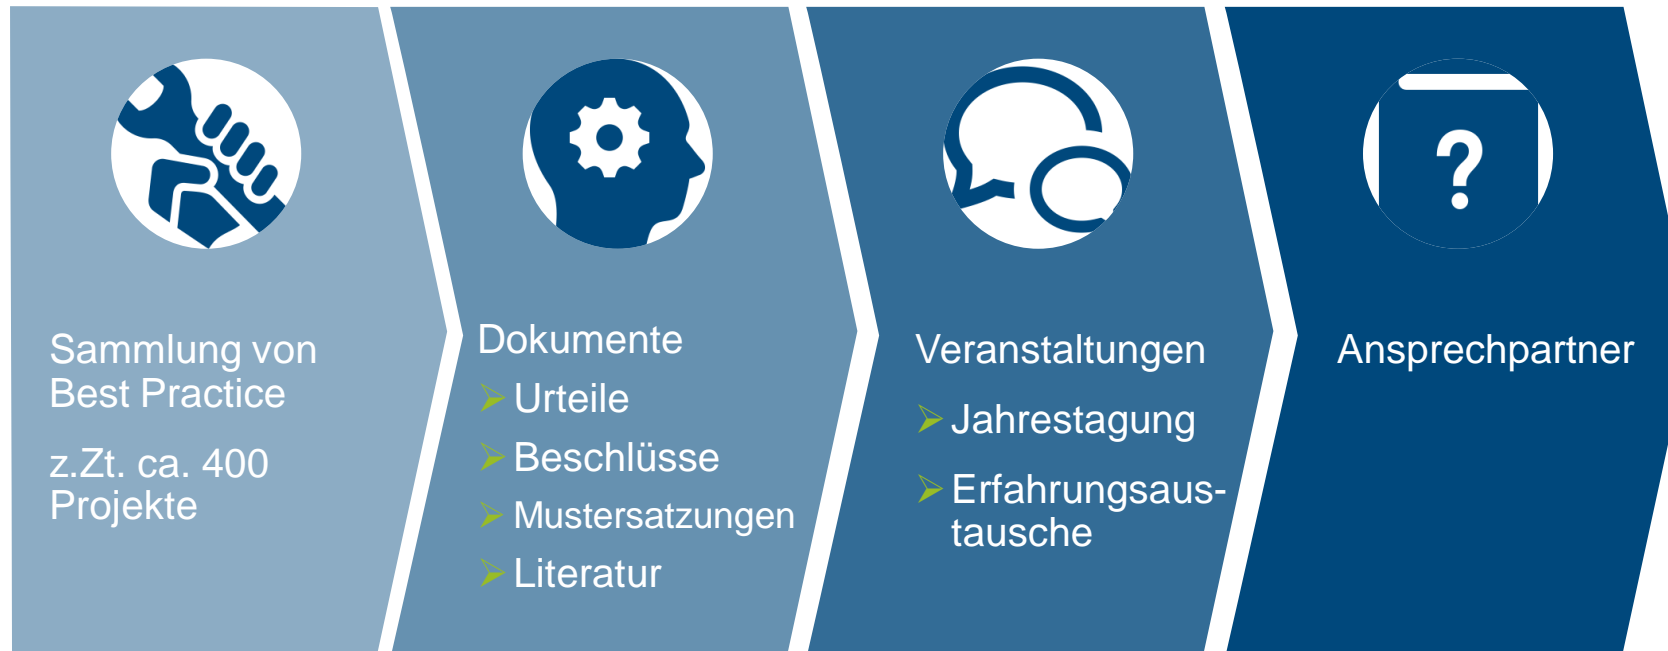 Sammlung von
Best Practice
z.Zt. ca. 400
Projekte
Dokumente
Urteile
Beschlüsse
Mustersatzungen
Literatur
Veranstaltungen
Jahrestagung
Erfahrungsaus-
tausche
?
Ansprechpartner